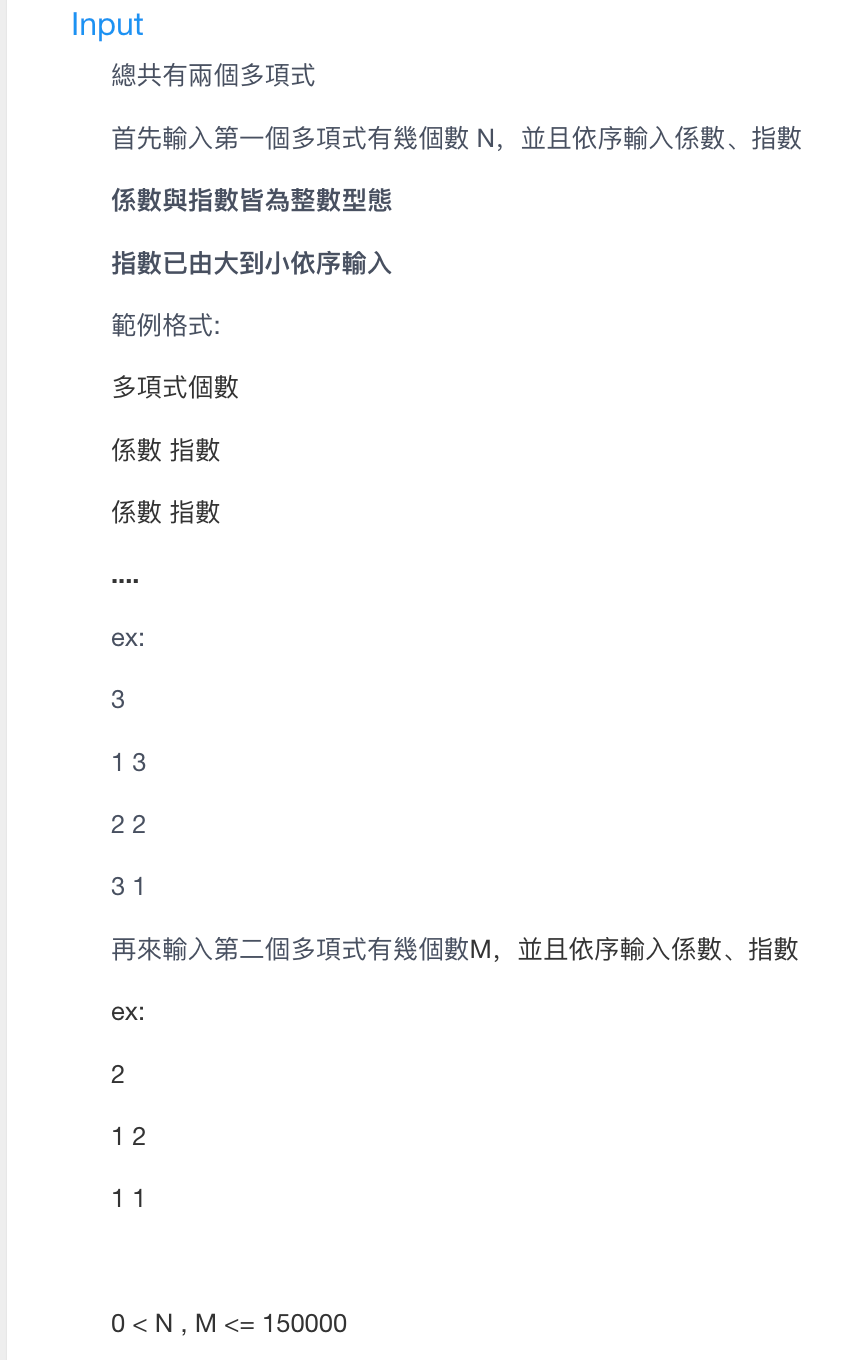 Input
總共有兩個多項式
首先輸入第一個多項式有幾個數 N，並且依序輸入係數、指數
係數與指數皆為整數型態
指數已由大到小依序輸入
範例格式:
多項式個數
係數 指數
係數 指數
....
ex:
3
1 3
2 2
3 1
再來輸入第二個多項式有幾個數M，並且依序輸入係數、指數
ex:
2
1 2
1 1
0 < N , M <= 150000